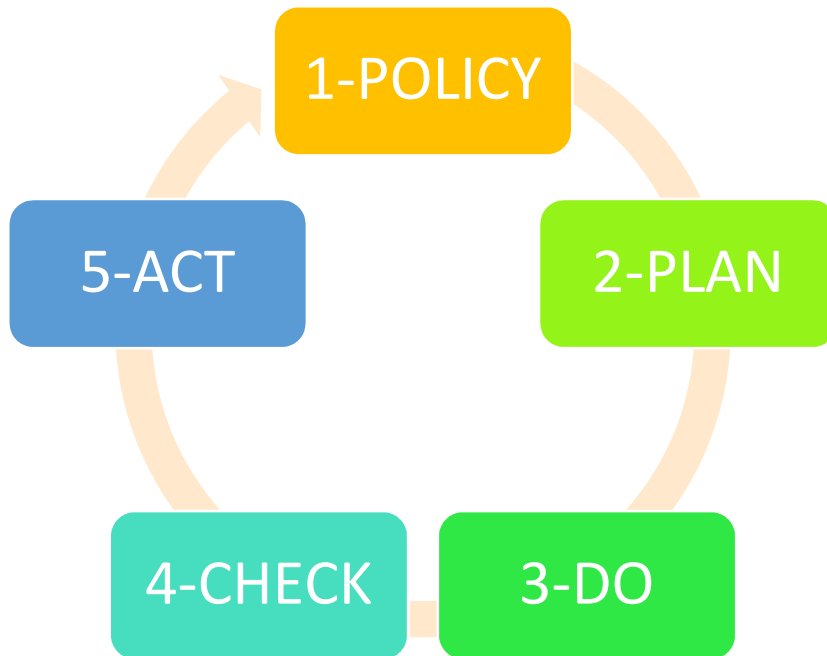 1-POLICY
2-PLAN
3-DO
4-CHECK
5-ACT